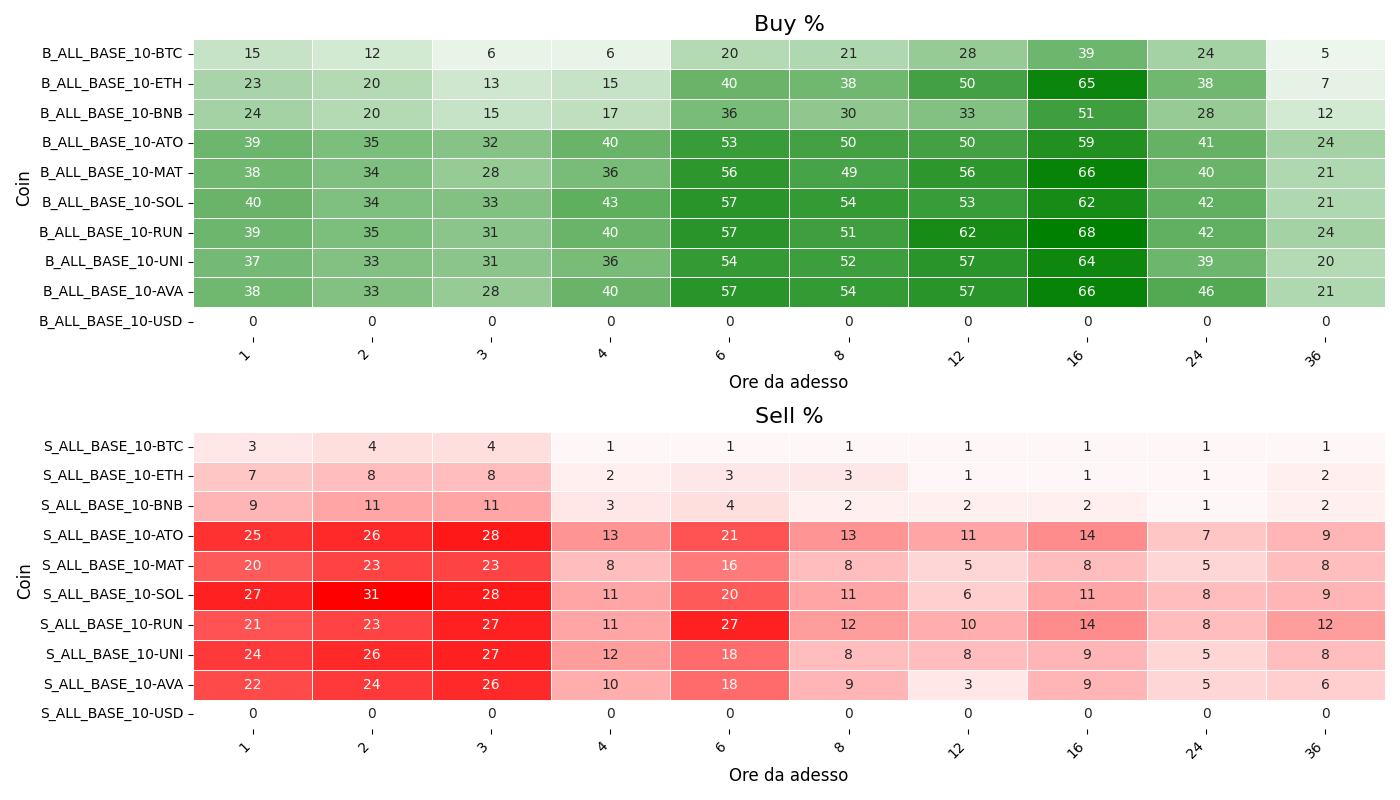 Buy %
Coin
B_ALL_BASE_10-BTC 15 12 6 6 20 21 28 39 24 5
B_ALL_BASE_10-ETH 23 20 13 15 40 38 50 65 38 7
B_ALL_BASE_10-BNB 24 20 15 17 36 30 33 51 28 12
B_ALL_BASE_10-ATO 39 35 32 40 53 50 50 59 41 24
B_ALL_BASE_10-MAT 38 34 28 36 56 49 56 66 40 21
B_ALL_BASE_10-SOL 40 34 33 43 57 54 53 62 42 21
B_ALL_BASE_10-RUN 39 35 31 40 57 51 62 68 42 24
B_ALL_BASE_10-UNI 37 33 31 36 54 52 57 64 39 20
B_ALL_BASE_10-AVA 38 33 28 40 57 54 57 66 46 21
B_ALL_BASE_10-USD 0 0 0 0 0 0 0 0 0 0
1 2 3 4 6 8 12 16 24 36
Ore da adesso
Sell %
Coin
S_ALL_BASE_10-BTC 3 4 4 1 1 1 1 1 1 1
S_ALL_BASE_10-ETH 7 8 8 2 3 3 1 1 1 2
S_ALL_BASE_10-BNB 9 11 11 3 4 2 2 2 1 2
S_ALL_BASE_10-ATO 25 26 28 13 21 13 11 14 7 9
S_ALL_BASE_10-MAT 20 23 23 8 16 8 5 8 5 8
S_ALL_BASE_10-SOL 27 31 28 11 20 11 6 11 8 9
S_ALL_BASE_10-RUN 21 23 27 11 27 12 10 14 8 12
S_ALL_BASE_10-UNI 24 26 27 12 18 8 8 9 5 8
S_ALL_BASE_10-AVA 22 24 26 10 18 9 3 9 5 6
S_ALL_BASE_10-USD 0 0 0 0 0 0 0 0 0 0
1 2 3 4 6 8 12 16 24 36
Ore da adesso